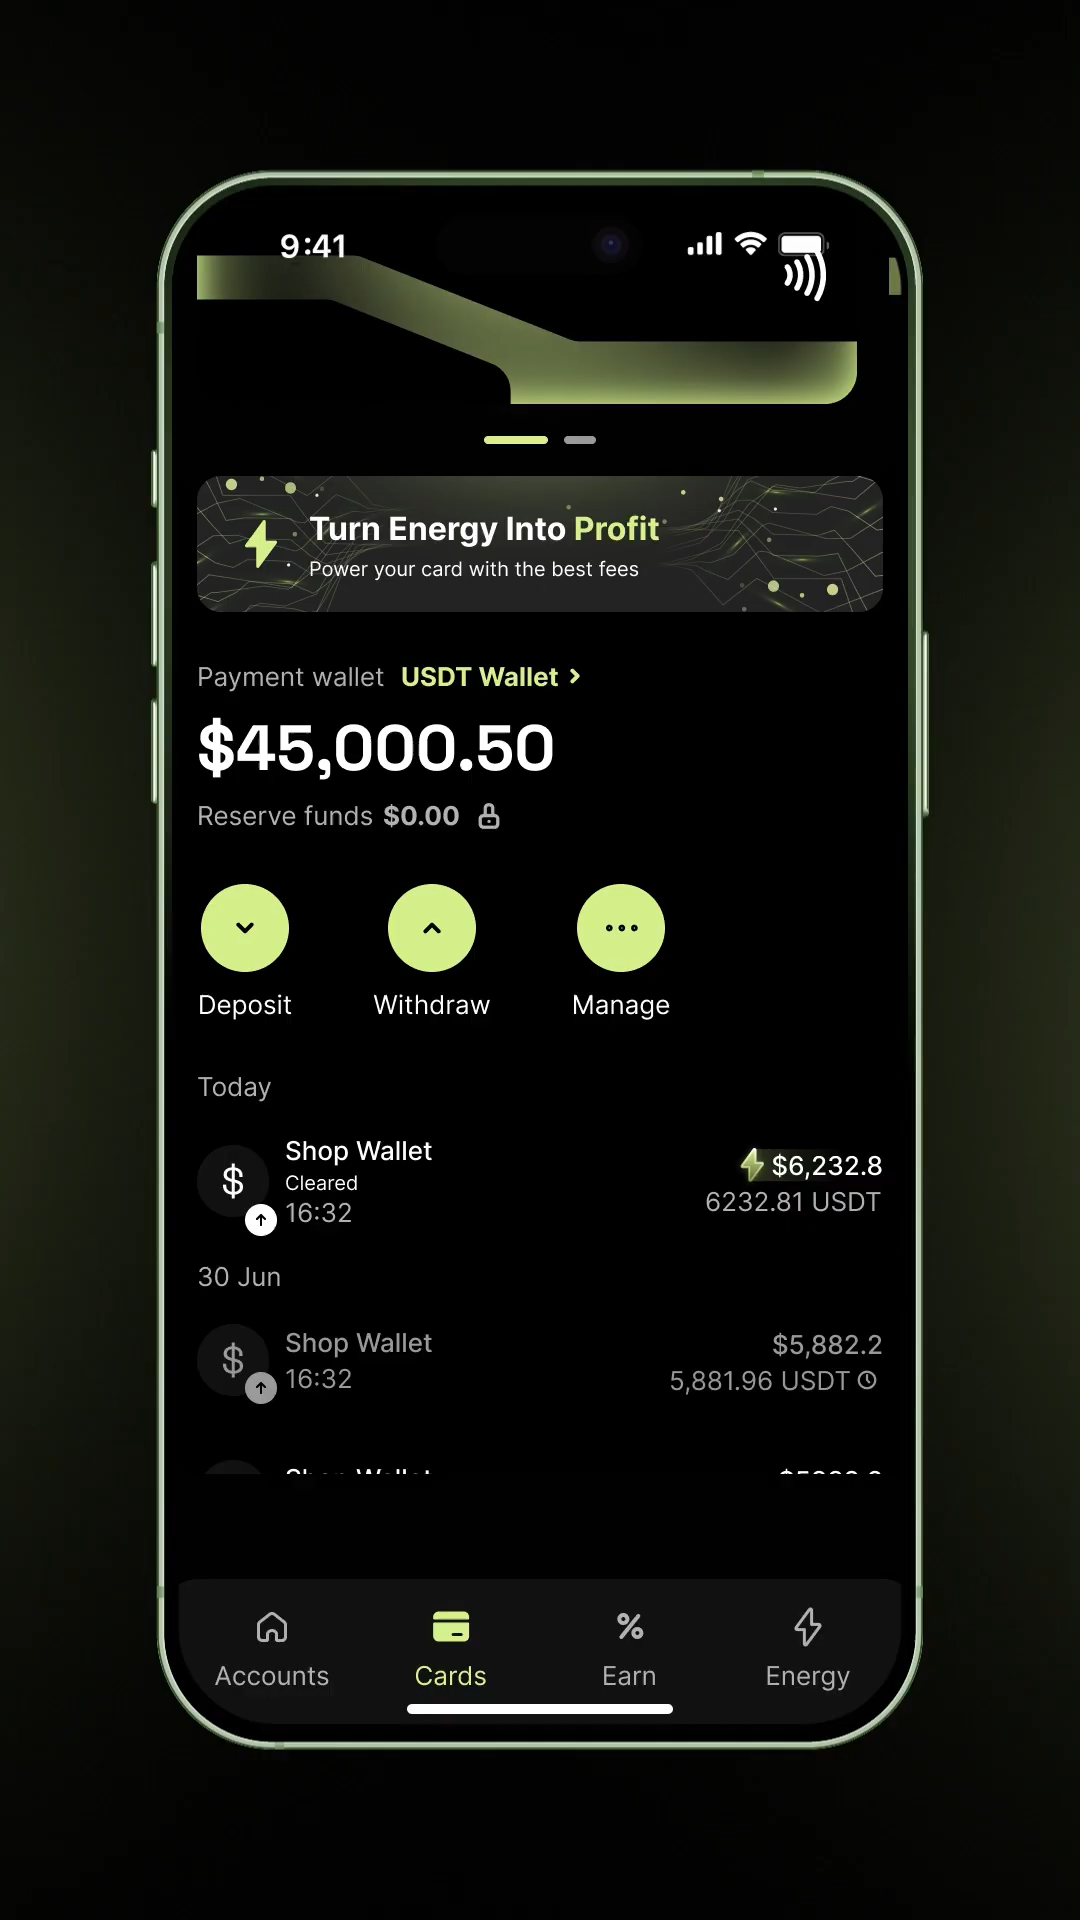 9:41
Turn Energy Into Profit
Power your card with the best fees
Payment wallet USDT Wallet
$45,000.50
Reserve funds $0.00
Deposit Withdraw Manage
Today
Shop Wallet
Cleared
16:32
$6,232.8
6232.81 USDT
30 Jun
Shop Wallet
16:32
$5,882.2
5,881.96 USDT
Shop Wallet
Accounts Cards Earn Energy